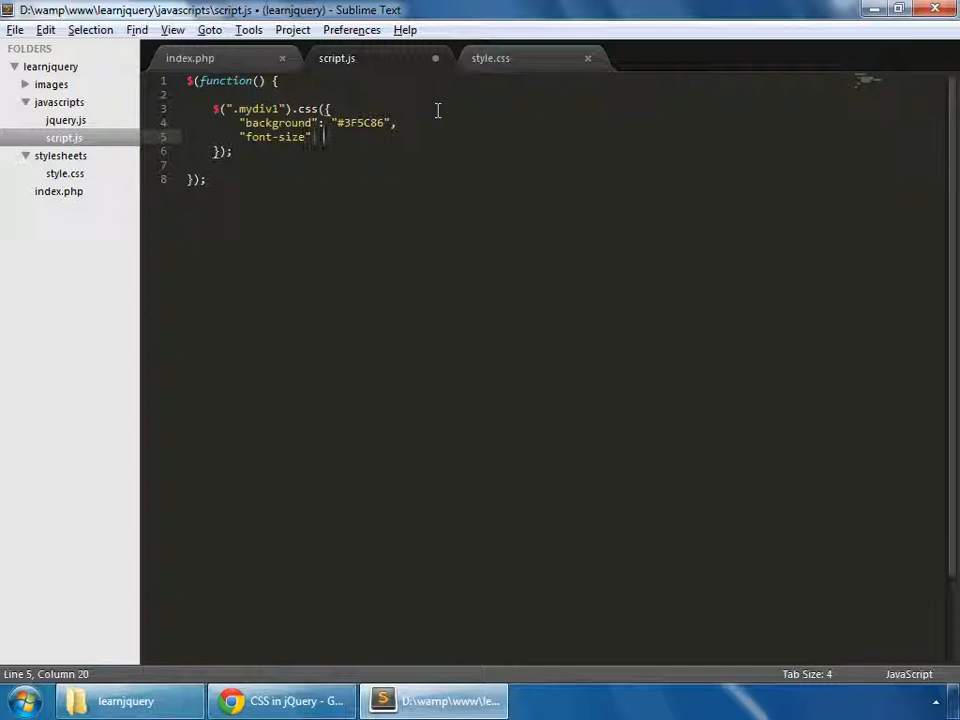 D:\wamp\www\learnjquery\javascripts\script.js • (learnjquery) - Sublime Text
File Edit Selection Find View Goto Tools Project Preferences Help
FOLDERS
learnjquery
images
javascripts
jquery.js
script.js
stylesheets
style.css
index.php
index.php script.js style.css
1 $(function() {
2
3 $(".mydiv1").css({
4 "background": "#3F5C86",
5 "font-size"
6 });
7
8 });
Line 5, Column 20 Tab Size: 4 JavaScript
learnjquery CSS in jQuery - G... D:\wamp\www\le...